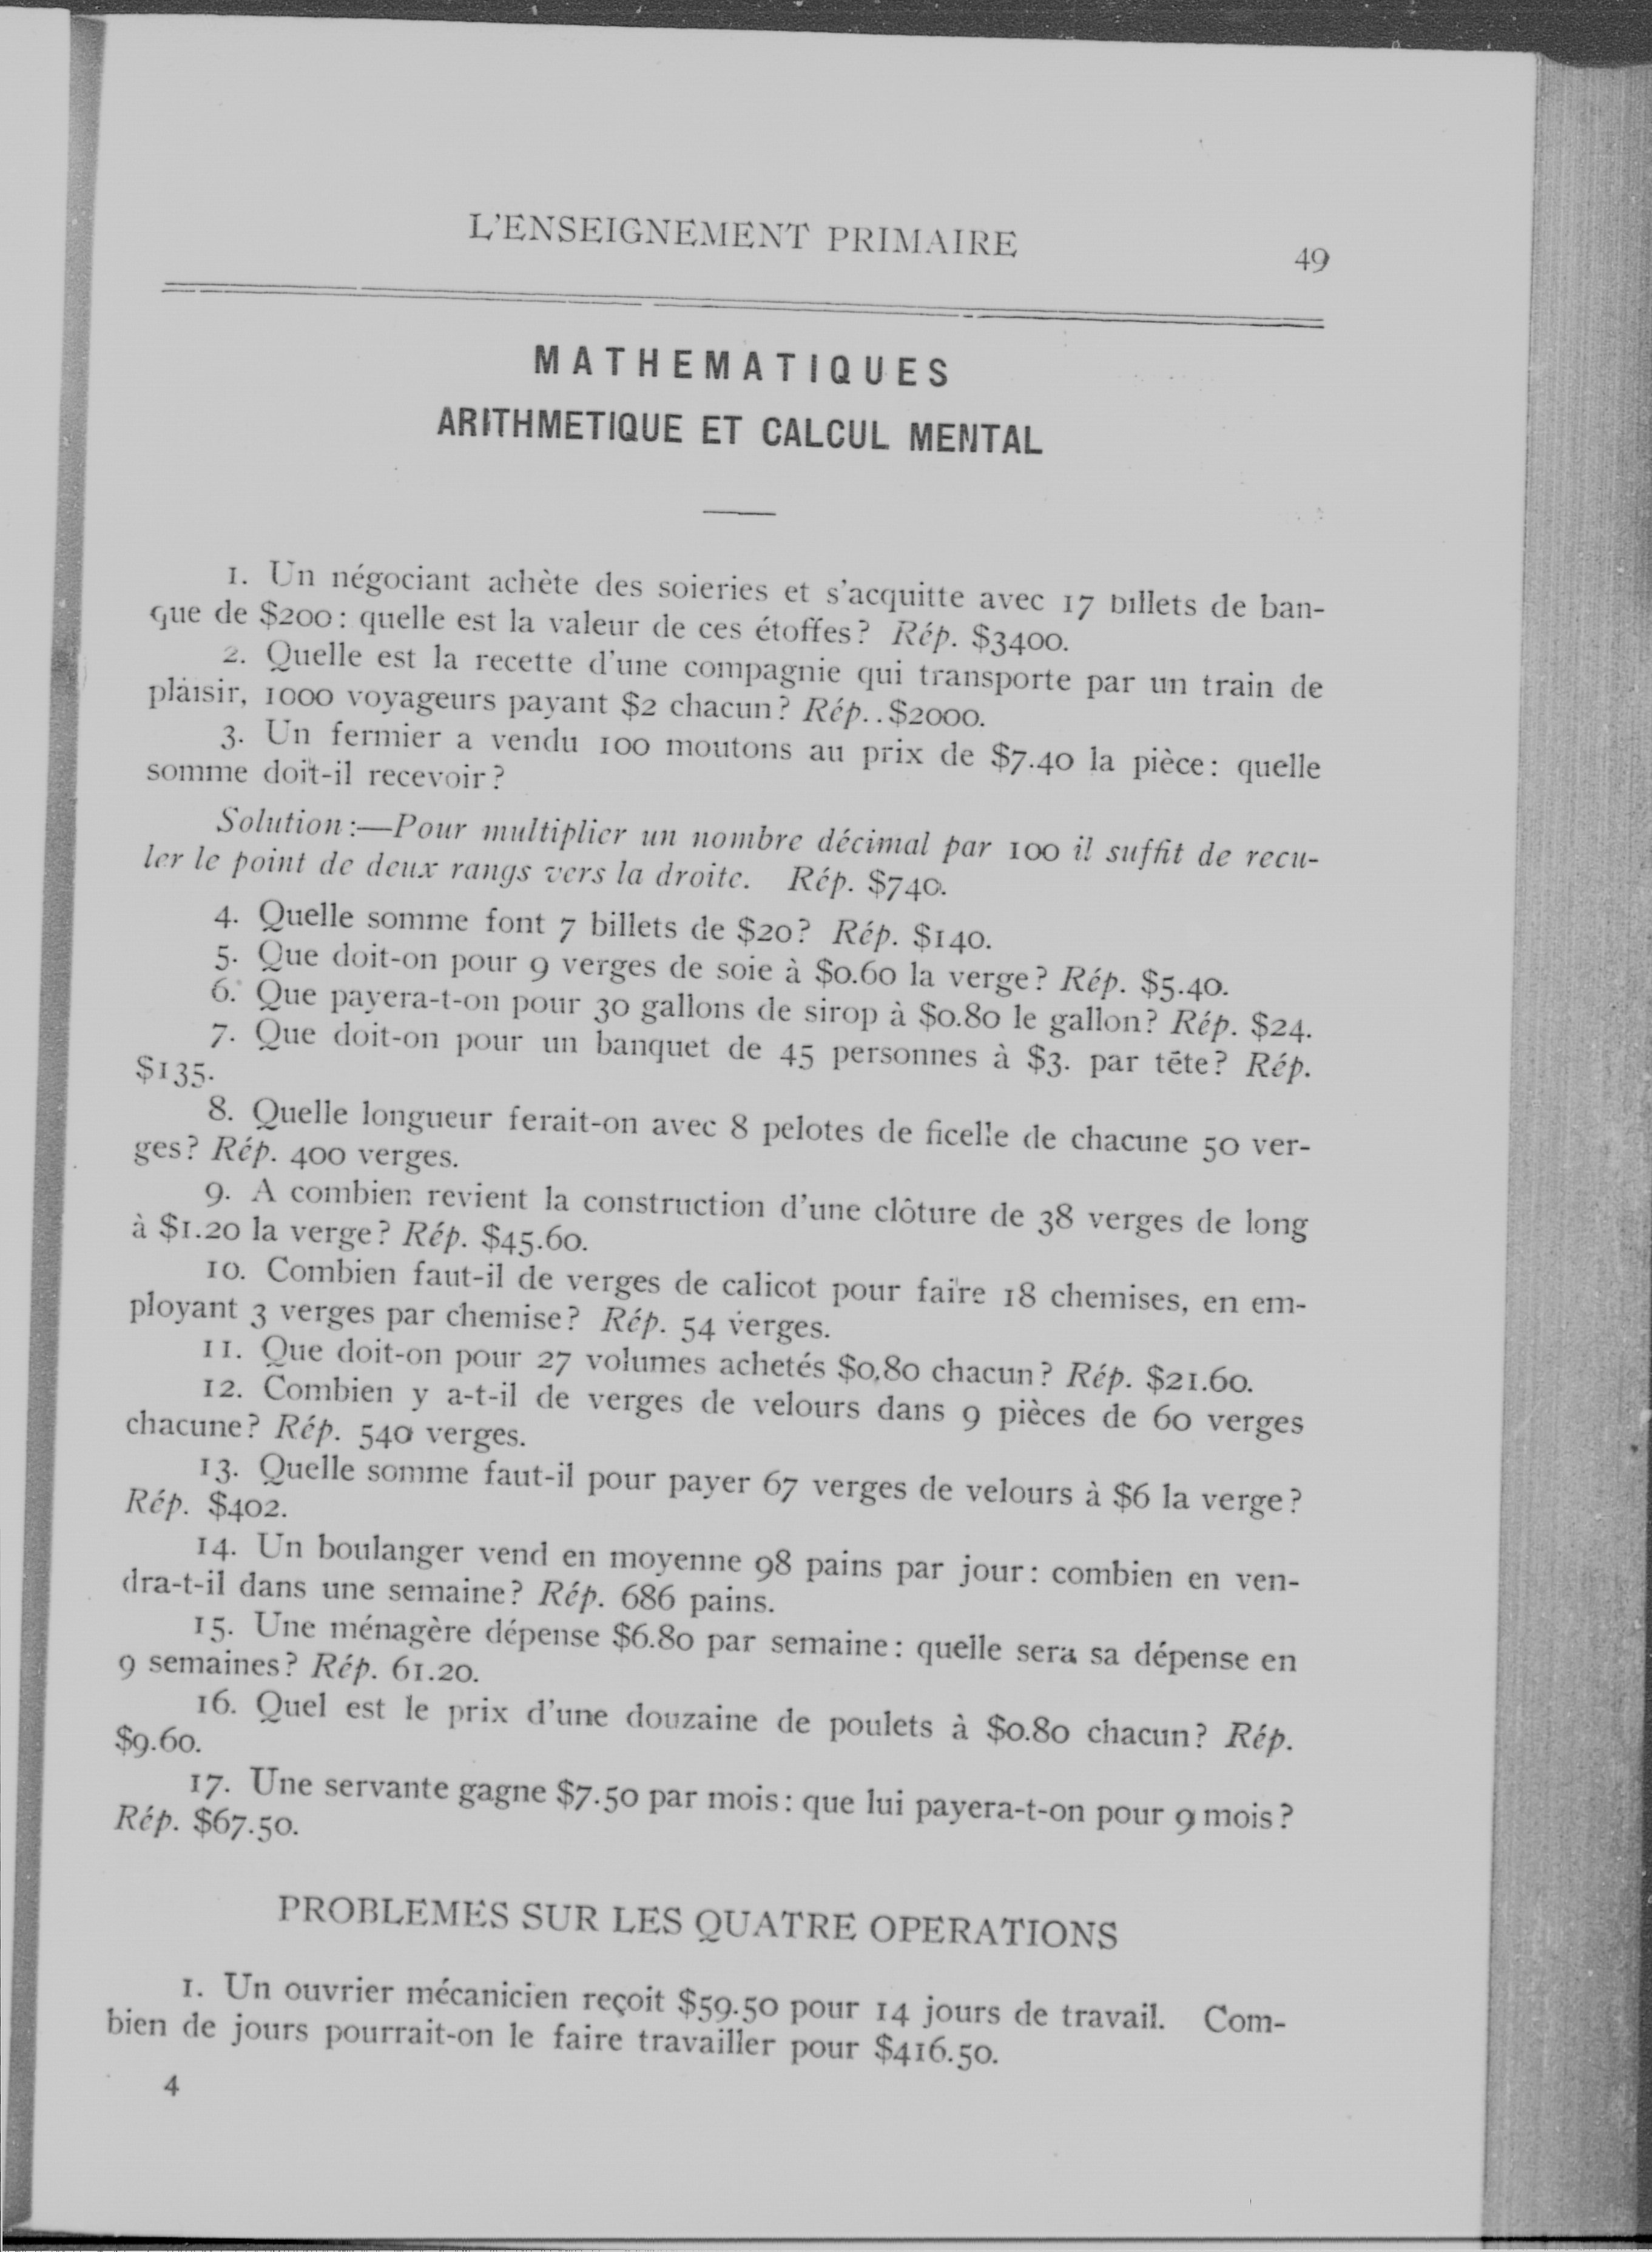 L'ENSEIGNEMENT PRIMAIRE
49
MATHEMATIQUES
ARITHMETIQUE ET CALCUL MENTAL
1. Un négociant achète des soieries et s'acquitte avec 17 billets de ban-
que de $200: quelle est la valeur de ces étoffes? Rép. $3400.
2. Quelle est la recette d'une compagnie qui transporte par un train de
plaisir, 1000 voyageurs payant $2 chacun? Rép..$2000.
3. Un fermier a vendu 100 moutons au prix de $7.40 la pièce: quelle
somme doit-il recevoir?
Solution:—Pour multiplier un nombre décimal par 100 il suffit de recu-
ler le point de deux rangs vers la droite. Rép. $740.
4. Quelle somme font 7 billets de $20? Rép. $140.
5. Que doit-on pour 9 verges de soie à $0.60 la verge? Rép. $5.40.
6. Que payera-t-on pour 30 gallons de sirop à $0.80 le gallon? Rép. $24.
7. Que doit-on pour un banquet de 45 personnes à $3. par tête? Rép.
$135.
8. Quelle longueur ferait-on avec 8 pelotes de ficelle de chacune 50 ver-
ges? Rép. 400 verges.
9. A combien revient la construction d'une clôture de 38 verges de long
à $1.20 la verge? Rép. $45.60.
10. Combien faut-il de verges de calicot pour faire 18 chemises, en em-
ployant 3 verges par chemise? Rép. 54 verges.
11. Que doit-on pour 27 volumes achetés $0.80 chacun? Rép. $21.60.
12. Combien y a-t-il de verges de velours dans 9 pièces de 60 verges
chacune? Rép. 540 verges.
13. Quelle somme faut-il pour payer 67 verges de velours à $6 la verge?
Rép. $402.
14. Un boulanger vend en moyenne 98 pains par jour: combien en ven-
dra-t-il dans une semaine? Rép. 686 pains.
15. Une ménagère dépense $6.80 par semaine: quelle sera sa dépense en
9 semaines? Rép. 61.20.
16. Quel est le prix d'une douzaine de poulets à $0.80 chacun? Rép.
$9.60.
17. Une servante gagne $7.50 par mois: que lui payera-t-on pour 9 mois?
Rép. $67.50.
PROBLEMES SUR LES QUATRE OPERATIONS
1. Un ouvrier mécanicien reçoit $59.50 pour 14 jours de travail. Com-
bien de jours pourrait-on le faire travailler pour $416.50.
4